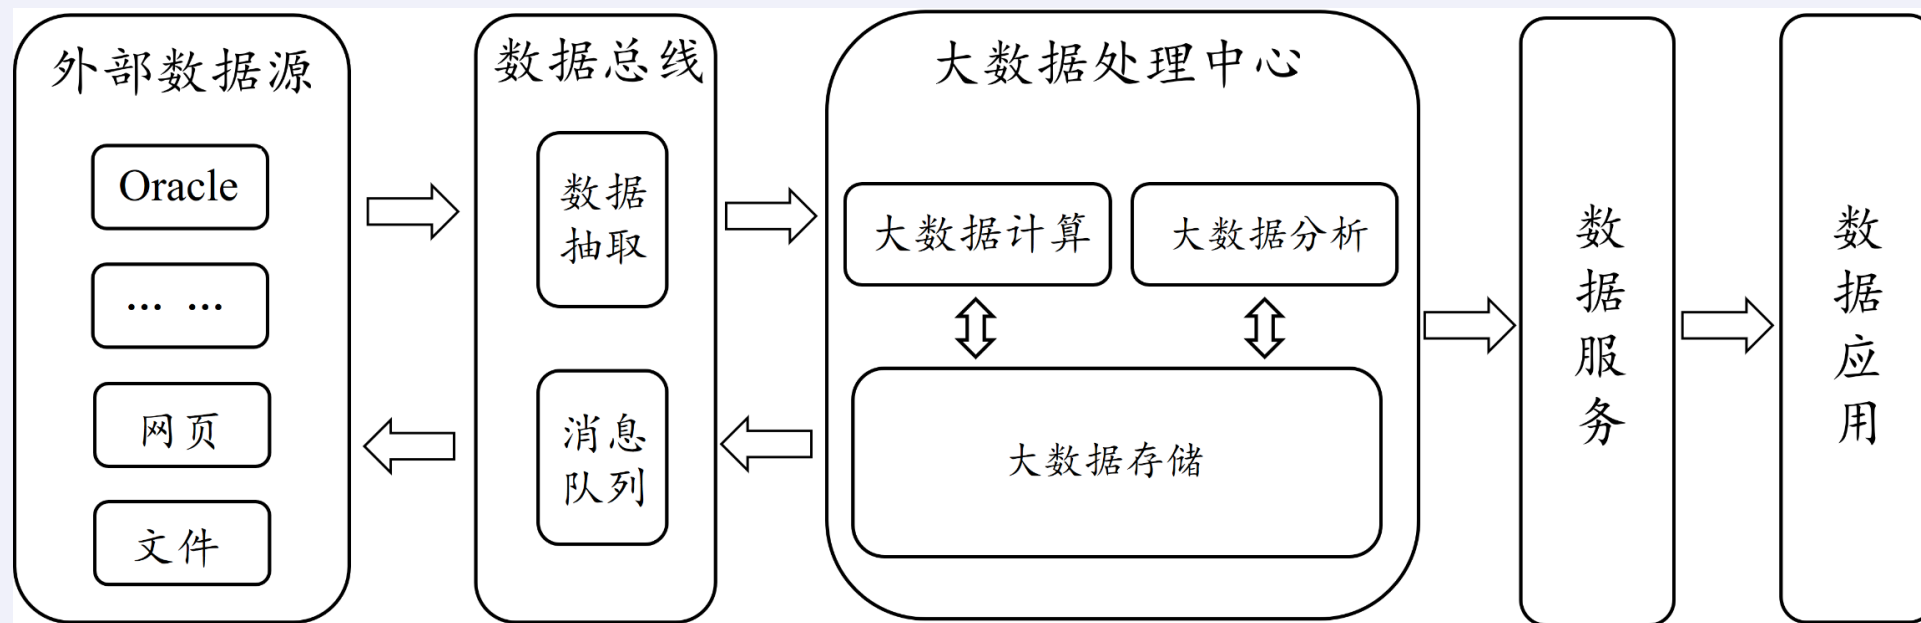 外部数据源
Oracle
… …
网页
文件
数据总线
数据
抽取
消息
队列
大数据处理中心
大数据计算
大数据分析
大数据存储
数
据
服
务
数
据
应
用